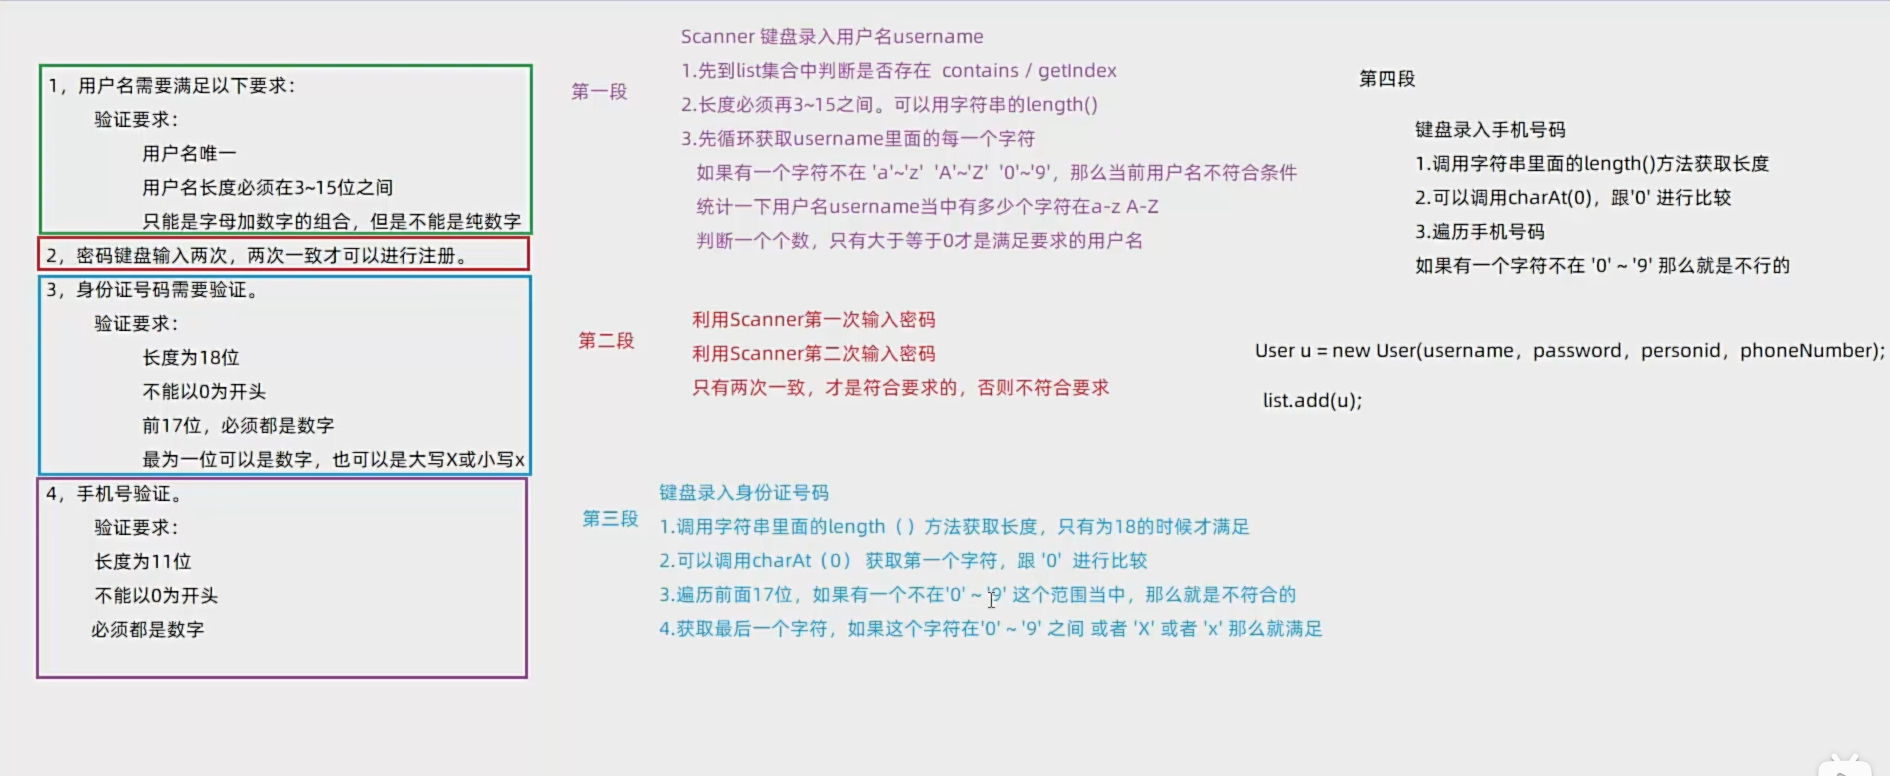 1，用户名需要满足以下要求：
验证要求：
用户名唯一
用户名长度必须在3~15位之间
只能是字母加数字的组合，但是不能是纯数字
2，密码键盘输入两次，两次一致才可以进行注册。
3，身份证号码需要验证。
验证要求：
长度为18位
不能以0为开头
前17位，必须都是数字
最为一位可以是数字，也可以是大写X或小写x
4，手机号验证。
验证要求：
长度为11位
不能以0为开头
必须都是数字
第一段
Scanner 键盘录入用户名username
1.先到list集合中判断是否存在 contains / getIndex
2.长度必须再3~15之间。可以用字符串的length()
3.先循环获取username里面的每一个字符
如果有一个字符不在 'a'~'z' 'A'~'Z' '0'~'9'，那么当前用户名不符合条件
统计一下用户名username当中有多少个字符在a-z A-Z
判断一个个数，只有大于等于0才是满足要求的用户名
第二段
利用Scanner第一次输入密码
利用Scanner第二次输入密码
只有两次一致，才是符合要求的，否则不符合要求
第三段
键盘录入身份证号码
1.调用字符串里面的length（）方法获取长度，只有为18的时候才满足
2.可以调用charAt（0） 获取第一个字符，跟 '0' 进行比较
3.遍历前面17位，如果有一个不在'0' ~ '9' 这个范围当中，那么就是不符合的
4.获取最后一个字符，如果这个字符在'0' ~ '9' 之间 或者 'X' 或者 'x' 那么就满足
第四段
键盘录入手机号码
1.调用字符串里面的length()方法获取长度
2.可以调用charAt(0)，跟'0' 进行比较
3.遍历手机号码
如果有一个字符不在 '0' ~ '9' 那么就是不行的
User u = new User(username，password，personid，phoneNumber);
list.add(u);